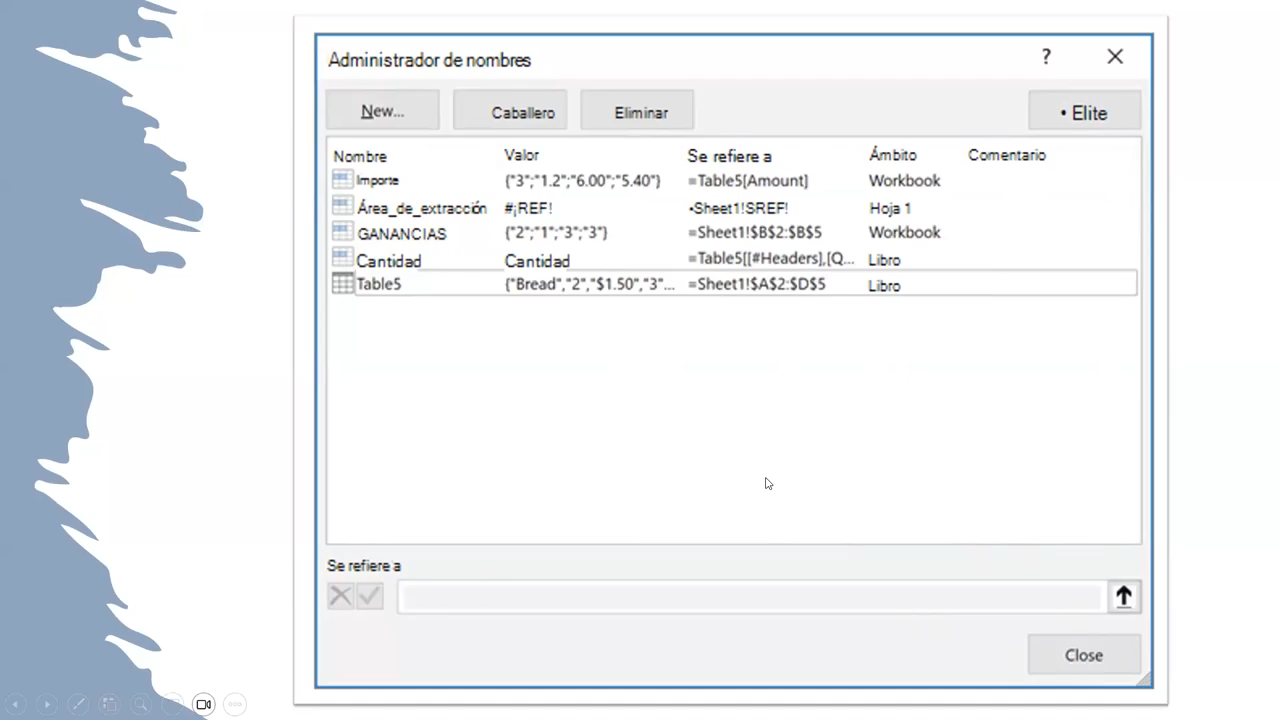 Administrador de nombres ?
New... Caballero Eliminar • Elite
Nombre Valor Se refiere a Ámbito Comentario
Importe {"3";"1.2";"6.00";"5.40"} =Table5[Amount] Workbook
Área_de_extracción #¡REF! •Sheet1!SREF! Hoja 1
GANANCIAS {"2";"1";"3";"3"} =Sheet1!$B$2:$B$5 Workbook
Cantidad Cantidad =Table5[[#Headers],[Q... Libro
Table5 {"Bread","2","$1.50","3"... =Sheet1!$A$2:$D$5 Libro
Se refiere a
Close